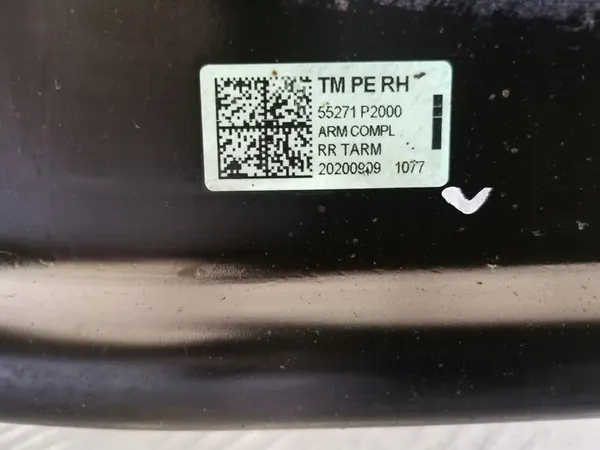 TM PE RH
55271 P2000
ARM COMPL
RR TARM
20200909 1077